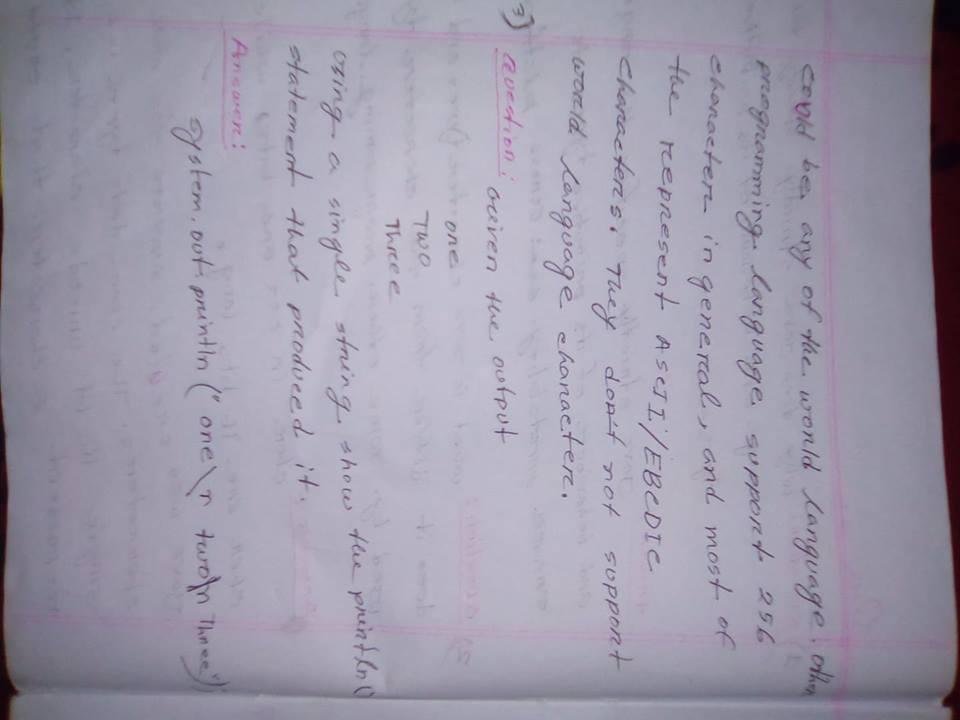 could be any of the world language. Other
programming language support 256
character in general, and most of
the represent ASCII/EBCDIC
characters. They don't not support
world language character.
3) Question: Given the output
one
TWO
Three
Using a single string show the println()
statement that produced it.
Answer:
System.out.println (" one\n two\n Three");